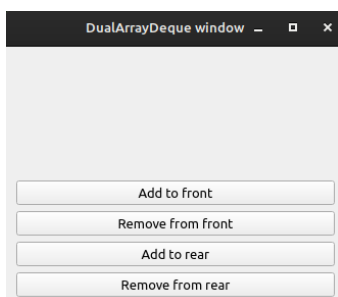 DualArrayDeque window
Add to front
Remove from front
Add to rear
Remove from rear